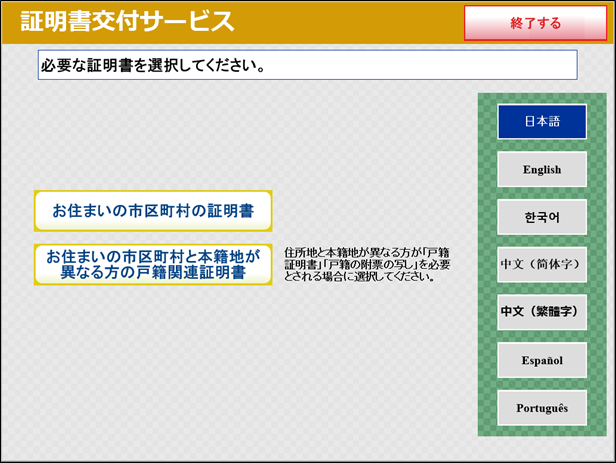 証明書交付サービス
終了する
必要な証明書を選択してください。
お住まいの市区町村の証明書
お住まいの市区町村と本籍地が
異なる方の戸籍関連証明書
住所地と本籍地が異なる方が「戸籍
証明書」「戸籍の附票の写し」を必要
とされる場合に選択してください。
日本語
English
한국어
中文（简体字）
中文（繁體字）
Español
Português